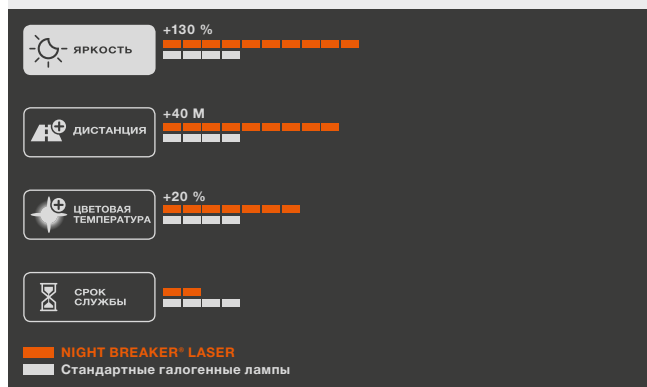 +130 %
ЯРКОСТЬ
+40 М
ДИСТАНЦИЯ
+20 %
ЦВЕТОВАЯ
ТЕМПЕРАТУРА
СРОК
СЛУЖБЫ
NIGHT BREAKER® LASER
Стандартные галогенные лампы